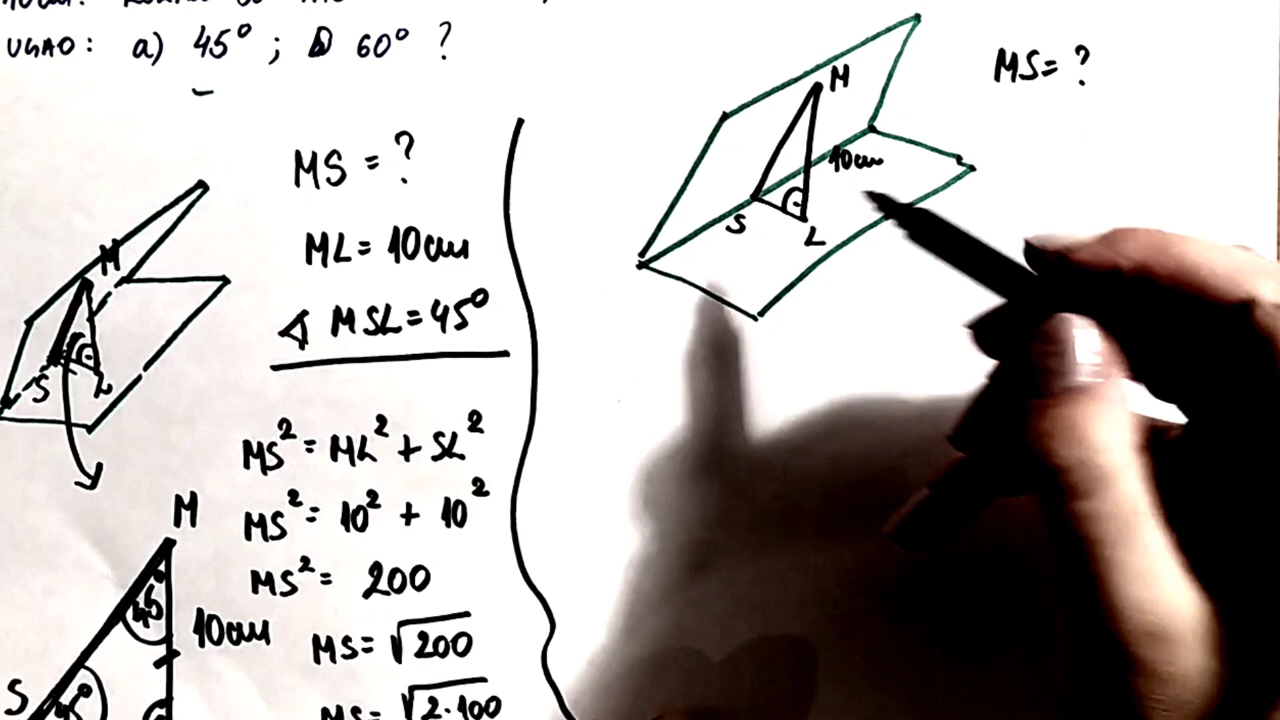 UGAO: a) 45° ; b) 60° ?
MS = ?
ML = 10cm
∢ MSL = 45°
MS² = ML² + SL²
MS² = 10² + 10²
MS² = 200
MS = √200
MS = √2·100
M
S
L
M
45°
10cm
S
45°
M
10cm
S
L
MS = ?